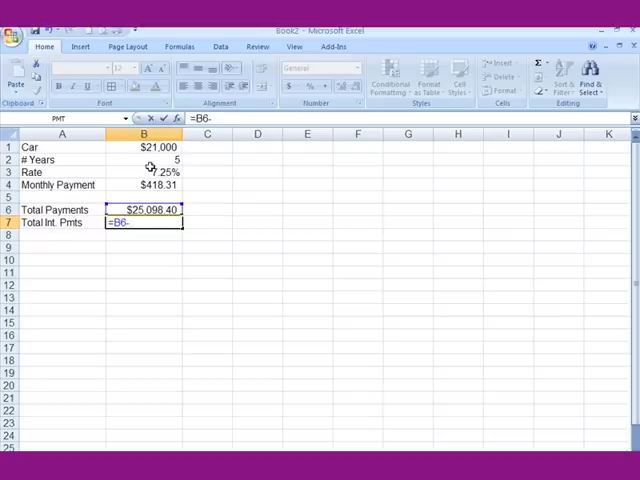 Book2 - Microsoft Excel
Home Insert Page Layout Formulas Data Review View Add-Ins
Paste
Clipboard
12
B I U
Font
Alignment
General
$ % ,
Number
Conditional Formatting
Format as Table
Cell Styles
Styles
Insert
Delete
Format
Cells
Σ
Sort & Filter
Find & Select
Editing
PMT
fx
=B6-
A B C D E F G H I J K
1 Car $21,000
2 # Years 5
3 Rate 7.25%
4 Monthly Payment $418.31
5
6 Total Payments $25,098.40
7 Total Int. Pmts =B6-
8
9
10
11
12
13
14
15
16
17
18
19
20
21
22
23
24
25